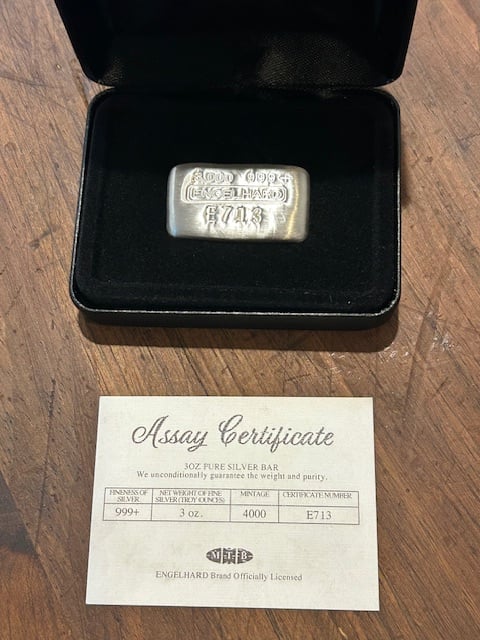 3.000 999+
ENGELHARD
E713
Assay Certificate
3OZ PURE SILVER BAR
We unconditionally guarantee the weight and purity.
FINENESS OF SILVER NET WEIGHT OF FINE SILVER (TROY OUNCES) MINTAGE CERTIFICATE NUMBER
999+ 3 oz. 4000 E713
M·T·B
ENGELHARD Brand Officially Licensed